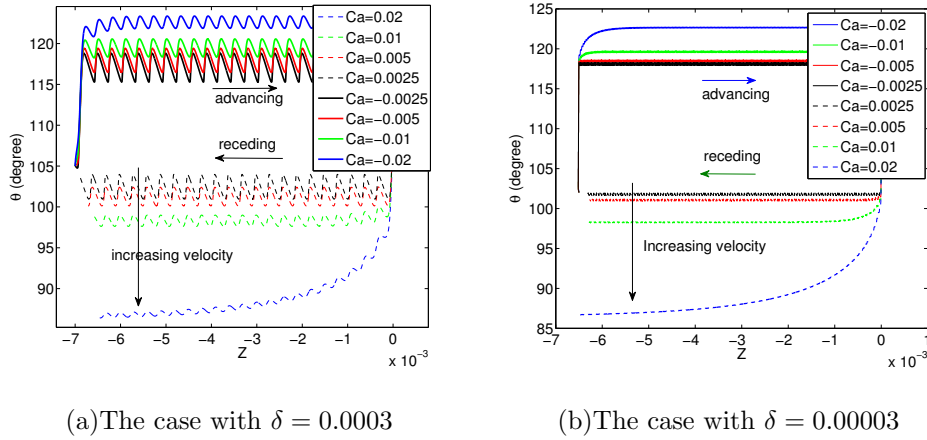 Ca=0.02
Ca=0.01
Ca=0.005
Ca=0.0025
Ca=−0.0025
Ca=−0.005
Ca=−0.01
Ca=−0.02
advancing
receding
increasing velocity
θ (degree)
120
115
110
105
100
95
90
−7 −6 −5 −4 −3 −2 −1 0
Z
x 10⁻³
(a)The case with δ = 0.0003
Ca=−0.02
Ca=−0.01
Ca=−0.005
Ca=−0.0025
Ca=0.0025
Ca=0.005
Ca=0.01
Ca=0.02
advancing
receding
Increasing velocity
θ (degree)
125
120
115
110
105
100
95
90
85
−7 −6 −5 −4 −3 −2 −1 0 1
Z
x 10⁻³
(b)The case with δ = 0.00003